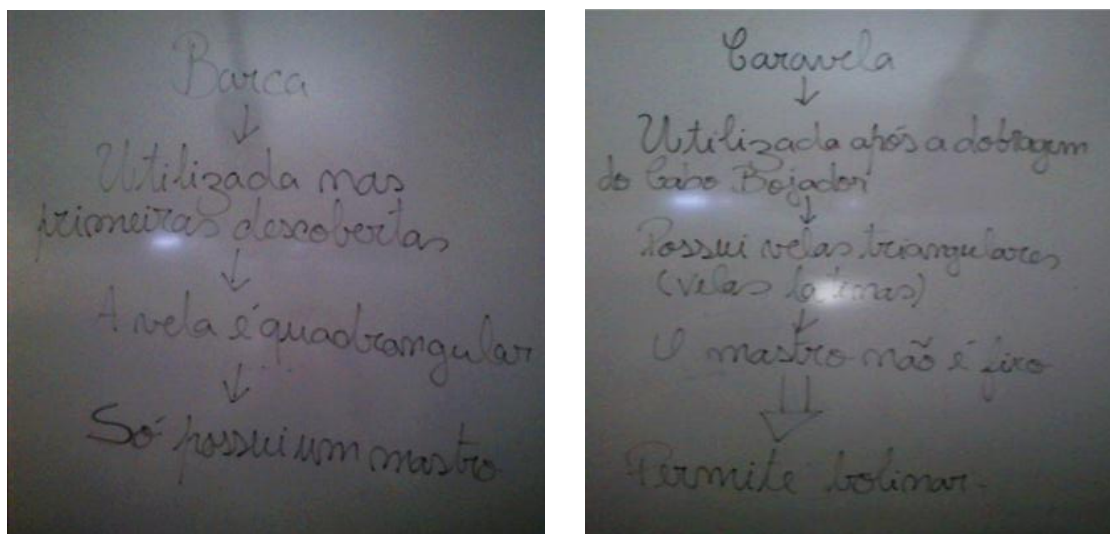 Barca
↓
Utilizada nas
primeiras descobertas
↓
A vela é quadrangular
↓
Só possui um mastro
Caravela
↓
Utilizada após a dobragem
do Cabo Bojador
↓
Possui velas triangulares
(velas latinas)
↓
O mastro não é fixo
⇓
Permite bolinar.